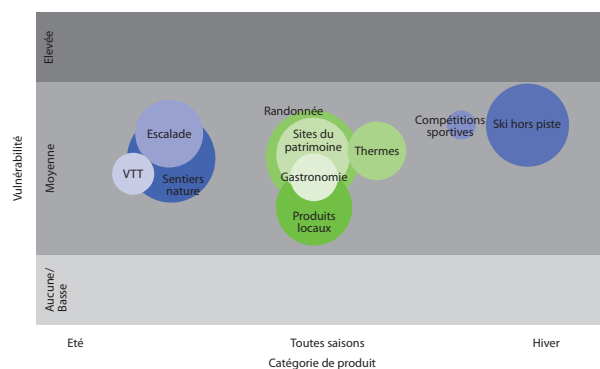 Vulnérabilité
Elevée
Moyenne
Aucune/
Basse
Escalade
VTT
Sentiers
nature
Randonnée
Sites du
patrimoine
Gastronomie
Produits
locaux
Thermes
Compétitions
sportives
Ski hors piste
Eté
Toutes saisons
Hiver
Catégorie de produit